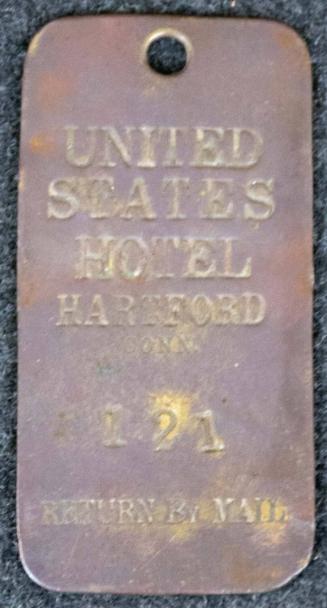 UNITED
STATES
HOTEL
HARTFORD
CONN.
121
RETURN BY MAIL